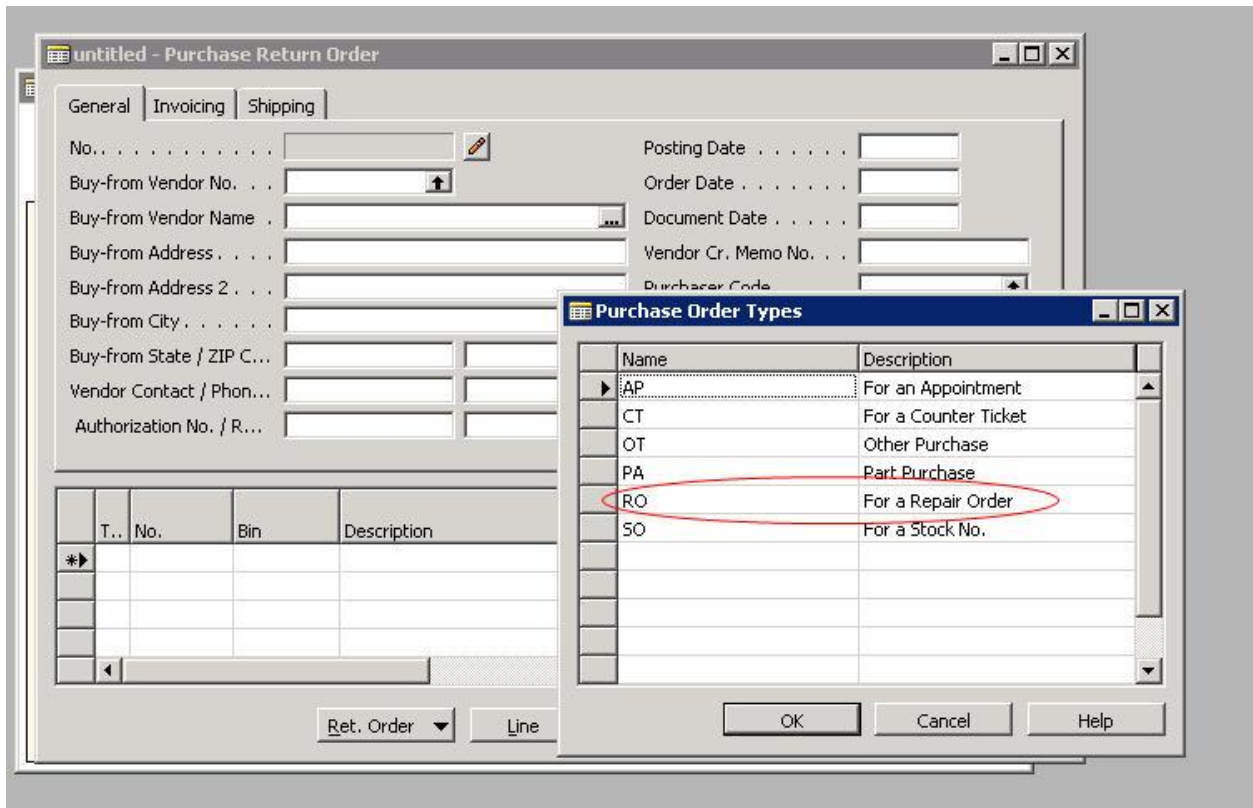 untitled - Purchase Return Order
General Invoicing Shipping
No. . . . . . . . . . . . Posting Date . . . . . .
Buy-from Vendor No. . . Order Date . . . . . . .
Buy-from Vendor Name . ... Document Date . . . . .
Buy-from Address . . . . Vendor Cr. Memo No. . .
Buy-from Address 2 . . . Purchaser Code
Buy-from City . . . . . .
Buy-from State / ZIP C...
Vendor Contact / Phon...
Authorization No. / R...
T.. No. Bin Description
Ret. Order Line
Purchase Order Types
Name Description
AP For an Appointment
CT For a Counter Ticket
OT Other Purchase
PA Part Purchase
RO For a Repair Order
SO For a Stock No.
OK Cancel Help